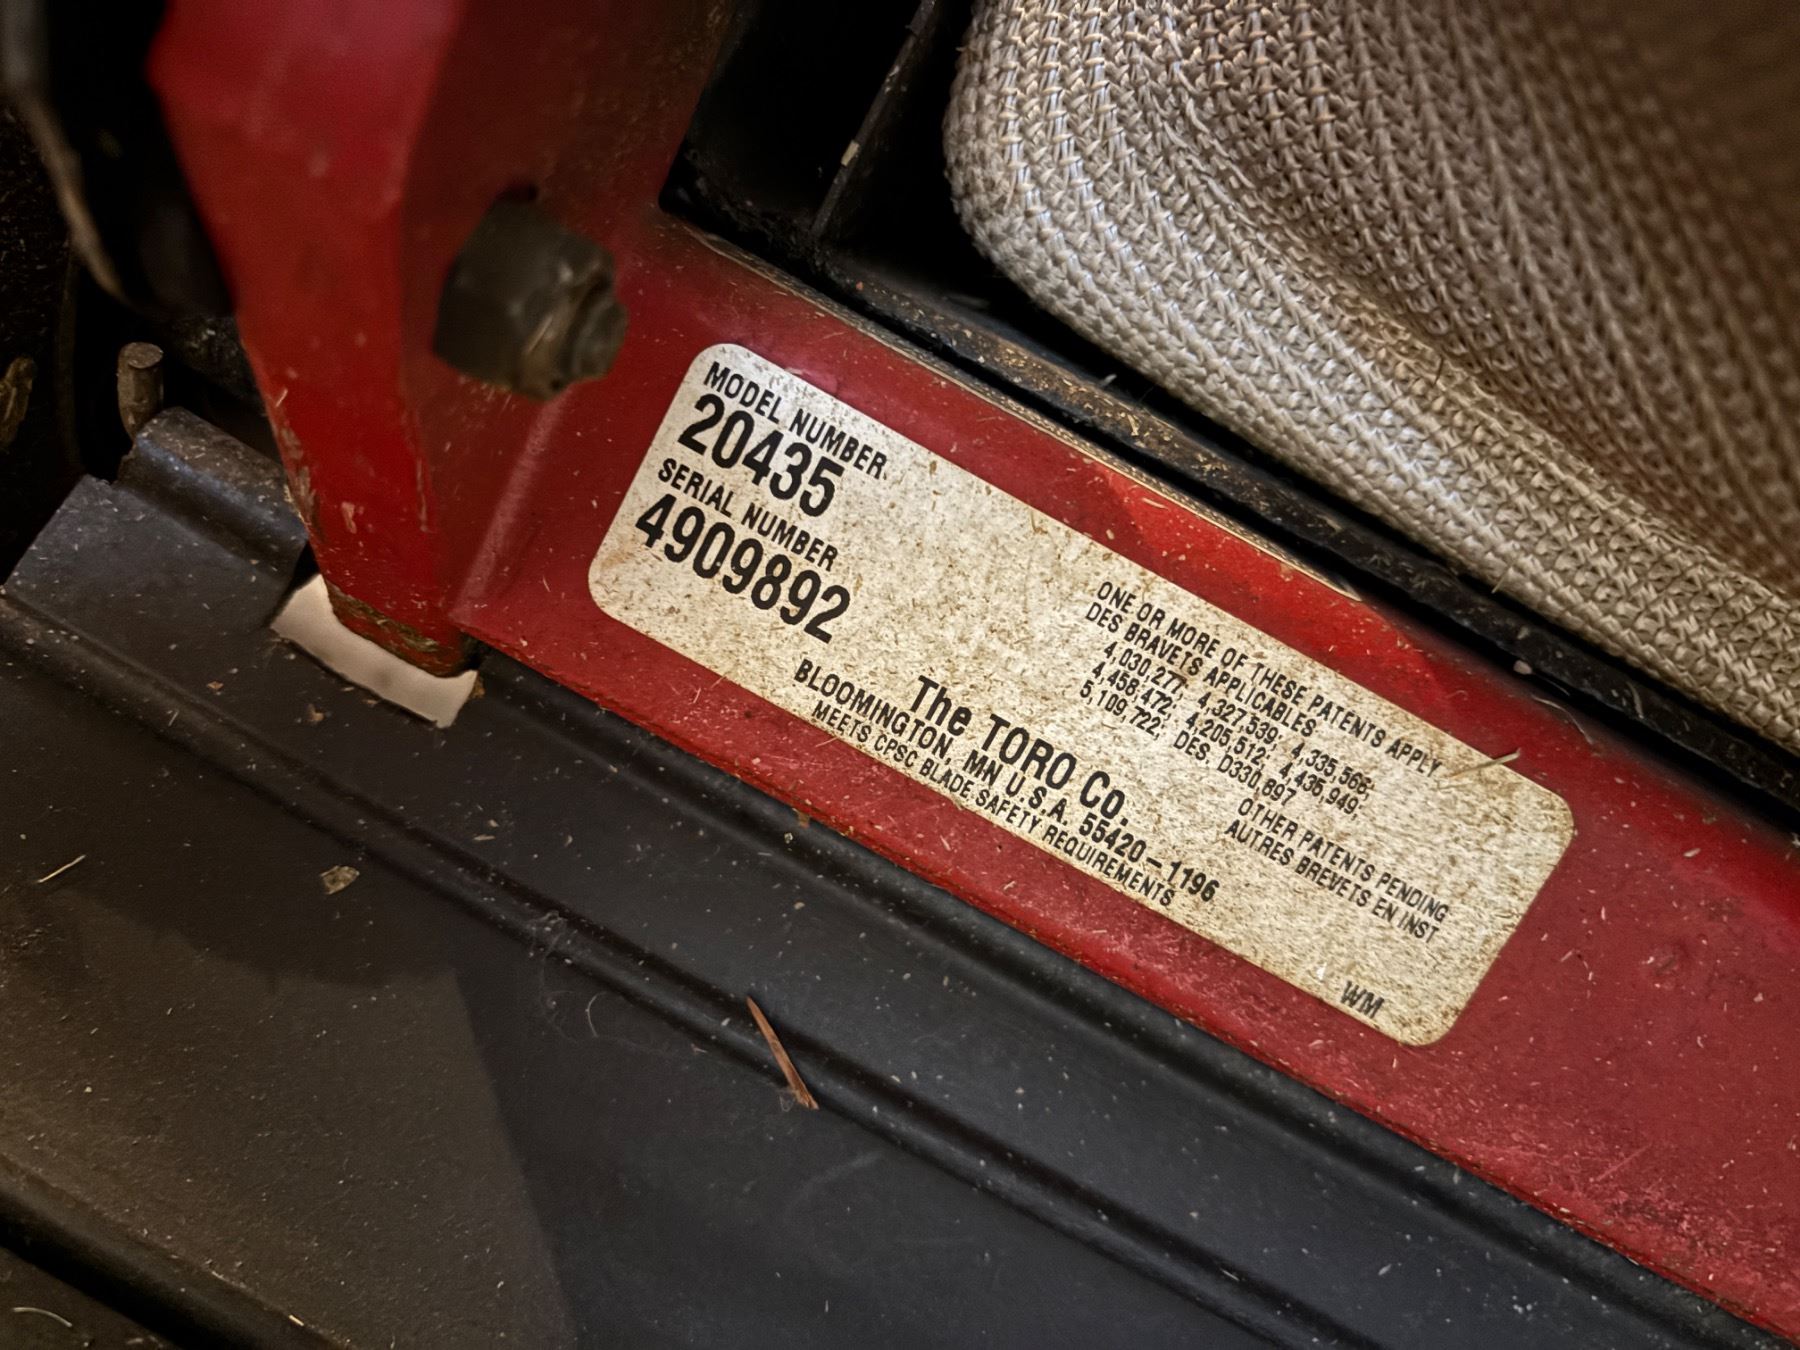 MODEL NUMBER
20435
SERIAL NUMBER
4909892
ONE OR MORE OF THESE PATENTS APPLY
DES BRAVETS APPLICABLES
4,030,277; 4,327,539; 4,335,566;
4,458,472; 4,205,512; 4,435,949;
5,109,722; DES. D330,897
OTHER PATENTS PENDING
AUTRES BREVETS EN INST
The TORO Co.
BLOOMINGTON, MN U.S.A. 55420-1196
MEETS CPSC BLADE SAFETY REQUIREMENTS
WM